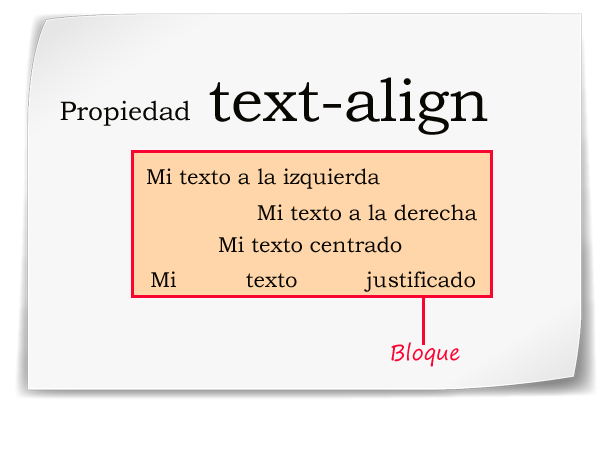 Propiedad text-align
Mi texto a la izquierda
Mi texto a la derecha
Mi texto centrado
Mi texto justificado
Bloque